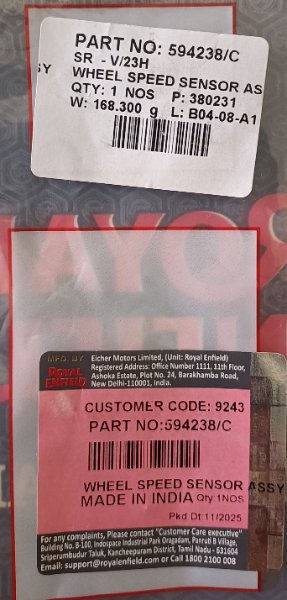 PART NO: 594238/C
SR - V/23H
SY WHEEL SPEED SENSOR AS
QTY: 1 NOS P: 380231
W: 168.300 g L: B04-08-A1
MFG. BY
ROYAL ENFIELD
Eicher Motors Limited, (Unit: Royal Enfield)
Registered Address: Office Number 1111, 11th Floor,
Ashoka Estate, Plot No. 24, Barakhamba Road,
New Delhi-110001, India.
CUSTOMER CODE: 9243
PART NO:594238/C
WHEEL SPEED SENSOR ASSY
MADE IN INDIA Qty:1NOS
Pkd Dt:11/2025
For any complaints, Please contact "Customer Care executive"
Building No. B-100, Indospace Industrial Park Oragadam, Panruti B Village,
Sriperumbudur Taluk, Kancheepuram District, Tamil Nadu - 631604
Email: support@royalenfield.com or Call 1800 2100 008